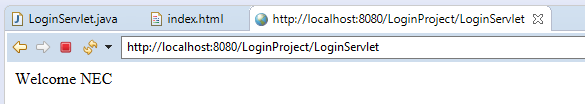 LoginServlet.java index.html http://localhost:8080/LoginProject/LoginServlet
http://localhost:8080/LoginProject/LoginServlet
Welcome NEC